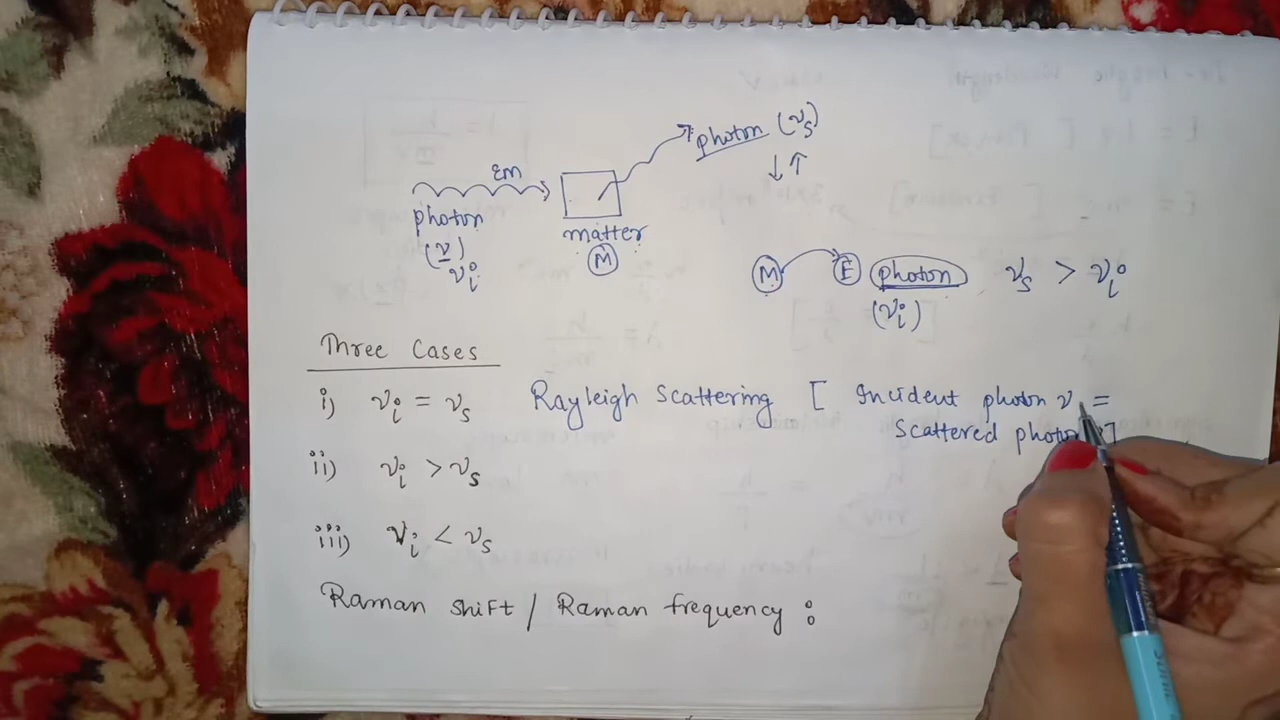 photon (νs)
↓↑
EM
photon
(ν)
νi
matter
M
M E photon νs > νi
(νi)
Three Cases
i) νi = νs Rayleigh Scattering [ Incident photon ν =
Scattered photon ]
ii) νi > νs
iii) νi < νs
Raman shift / Raman frequency :